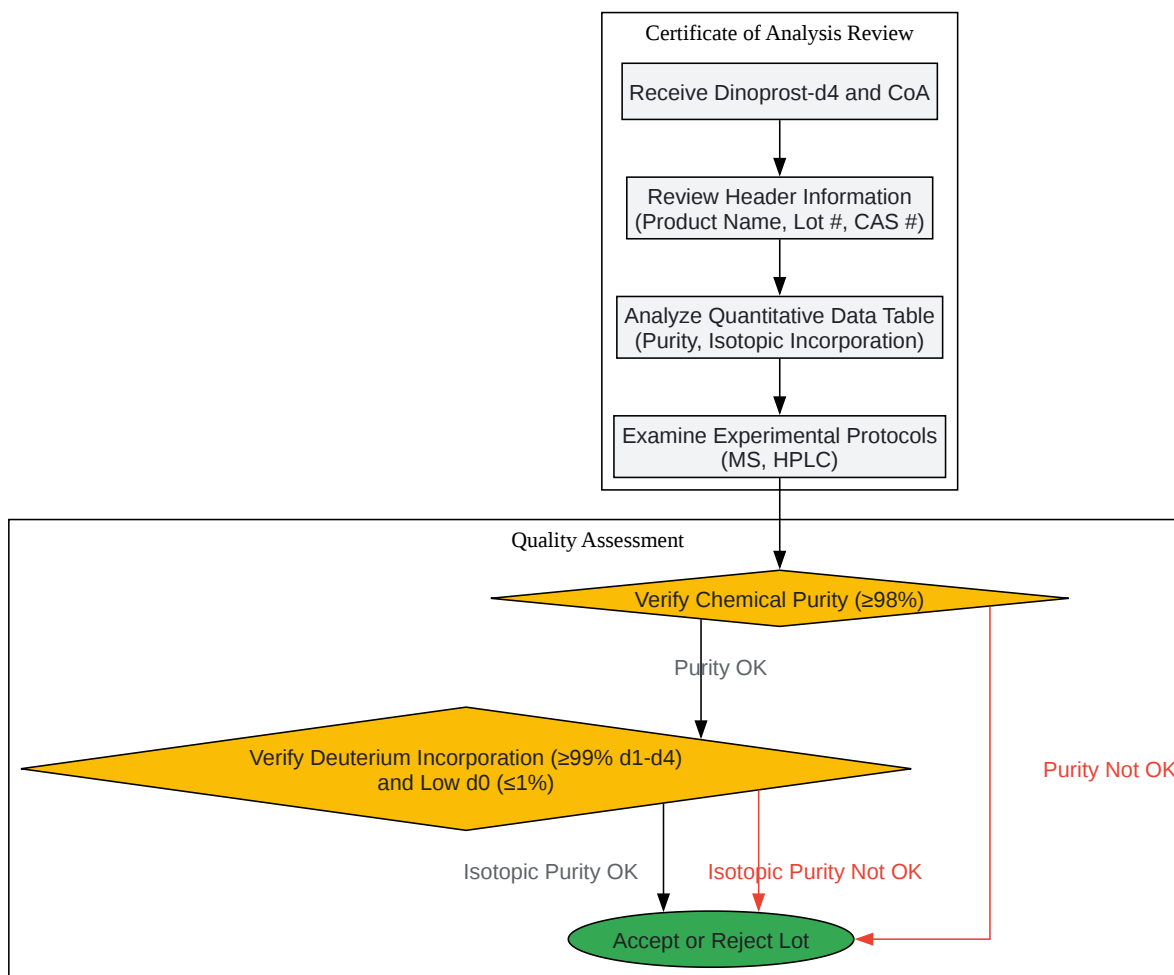 Certificate of Analysis Review
Receive Dinoprost-d4 and CoA
Review Header Information
(Product Name, Lot #, CAS #)
Analyze Quantitative Data Table
(Purity, Isotopic Incorporation)
Examine Experimental Protocols
(MS, HPLC)
Quality Assessment
Verify Chemical Purity (≥98%)
Purity OK
Verify Deuterium Incorporation (≥99% d1-d4)
and Low d0 (≤1%)
Purity Not OK
Isotopic Purity OK
Isotopic Purity Not OK
Accept or Reject Lot